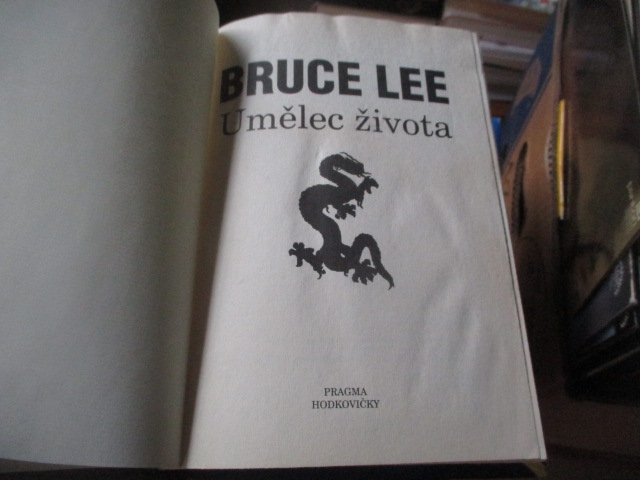 BRUCE LEE
Umělec života
PRAGMA
HODKOVIČKY